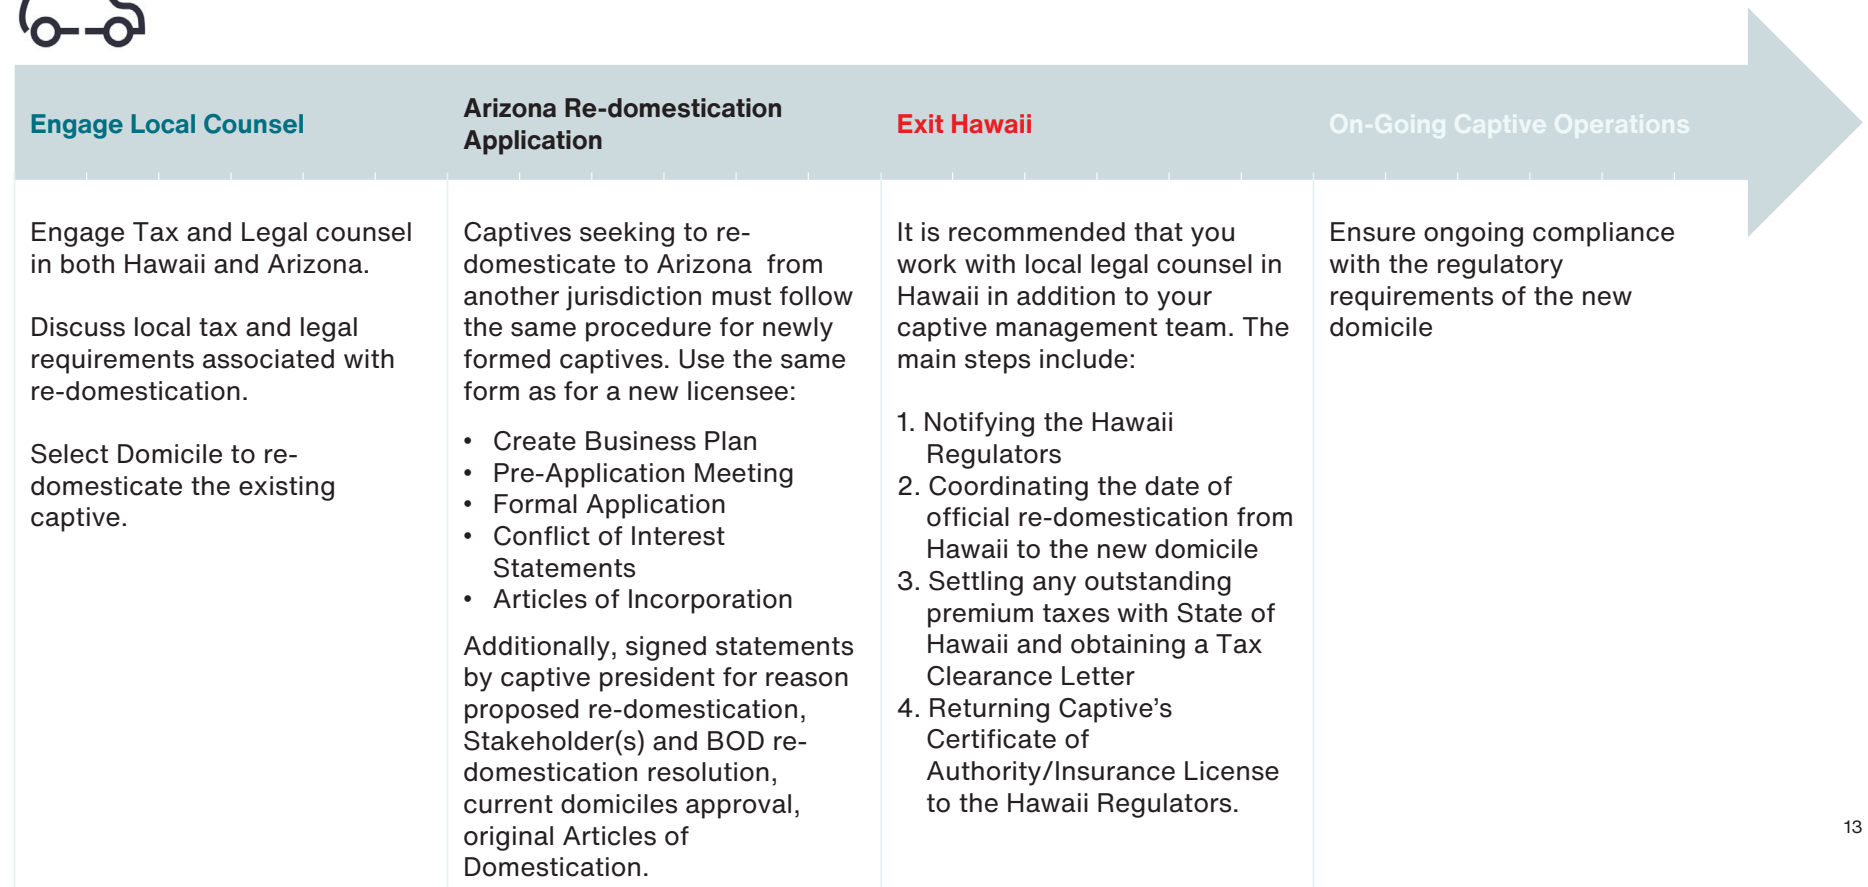 Engage Local Counsel
Arizona Re-domestication
Application
Exit Hawaii
On-Going Captive Operations
Engage Tax and Legal counsel
in both Hawaii and Arizona.
Discuss local tax and legal
requirements associated with
re-domestication.
Select Domicile to re-
domesticate the existing
captive.
Captives seeking to re-
domesticate to Arizona  from
another jurisdiction must follow
the same procedure for newly
formed captives. Use the same
form as for a new licensee:
• Create Business Plan
• Pre-Application Meeting
• Formal Application
• Conflict of Interest
Statements
• Articles of Incorporation
Additionally, signed statements
by captive president for reason
proposed re-domestication,
Stakeholder(s) and BOD re-
domestication resolution,
current domiciles approval,
original Articles of
Domestication.
It is recommended that you
work with local legal counsel in
Hawaii in addition to your
captive management team. The
main steps include:
1. Notifying the Hawaii
Regulators
2. Coordinating the date of
official re-domestication from
Hawaii to the new domicile
3. Settling any outstanding
premium taxes with State of
Hawaii and obtaining a Tax
Clearance Letter
4. Returning Captive’s
Certificate of
Authority/Insurance License
to the Hawaii Regulators.
Ensure ongoing compliance
with the regulatory
requirements of the new
domicile
13